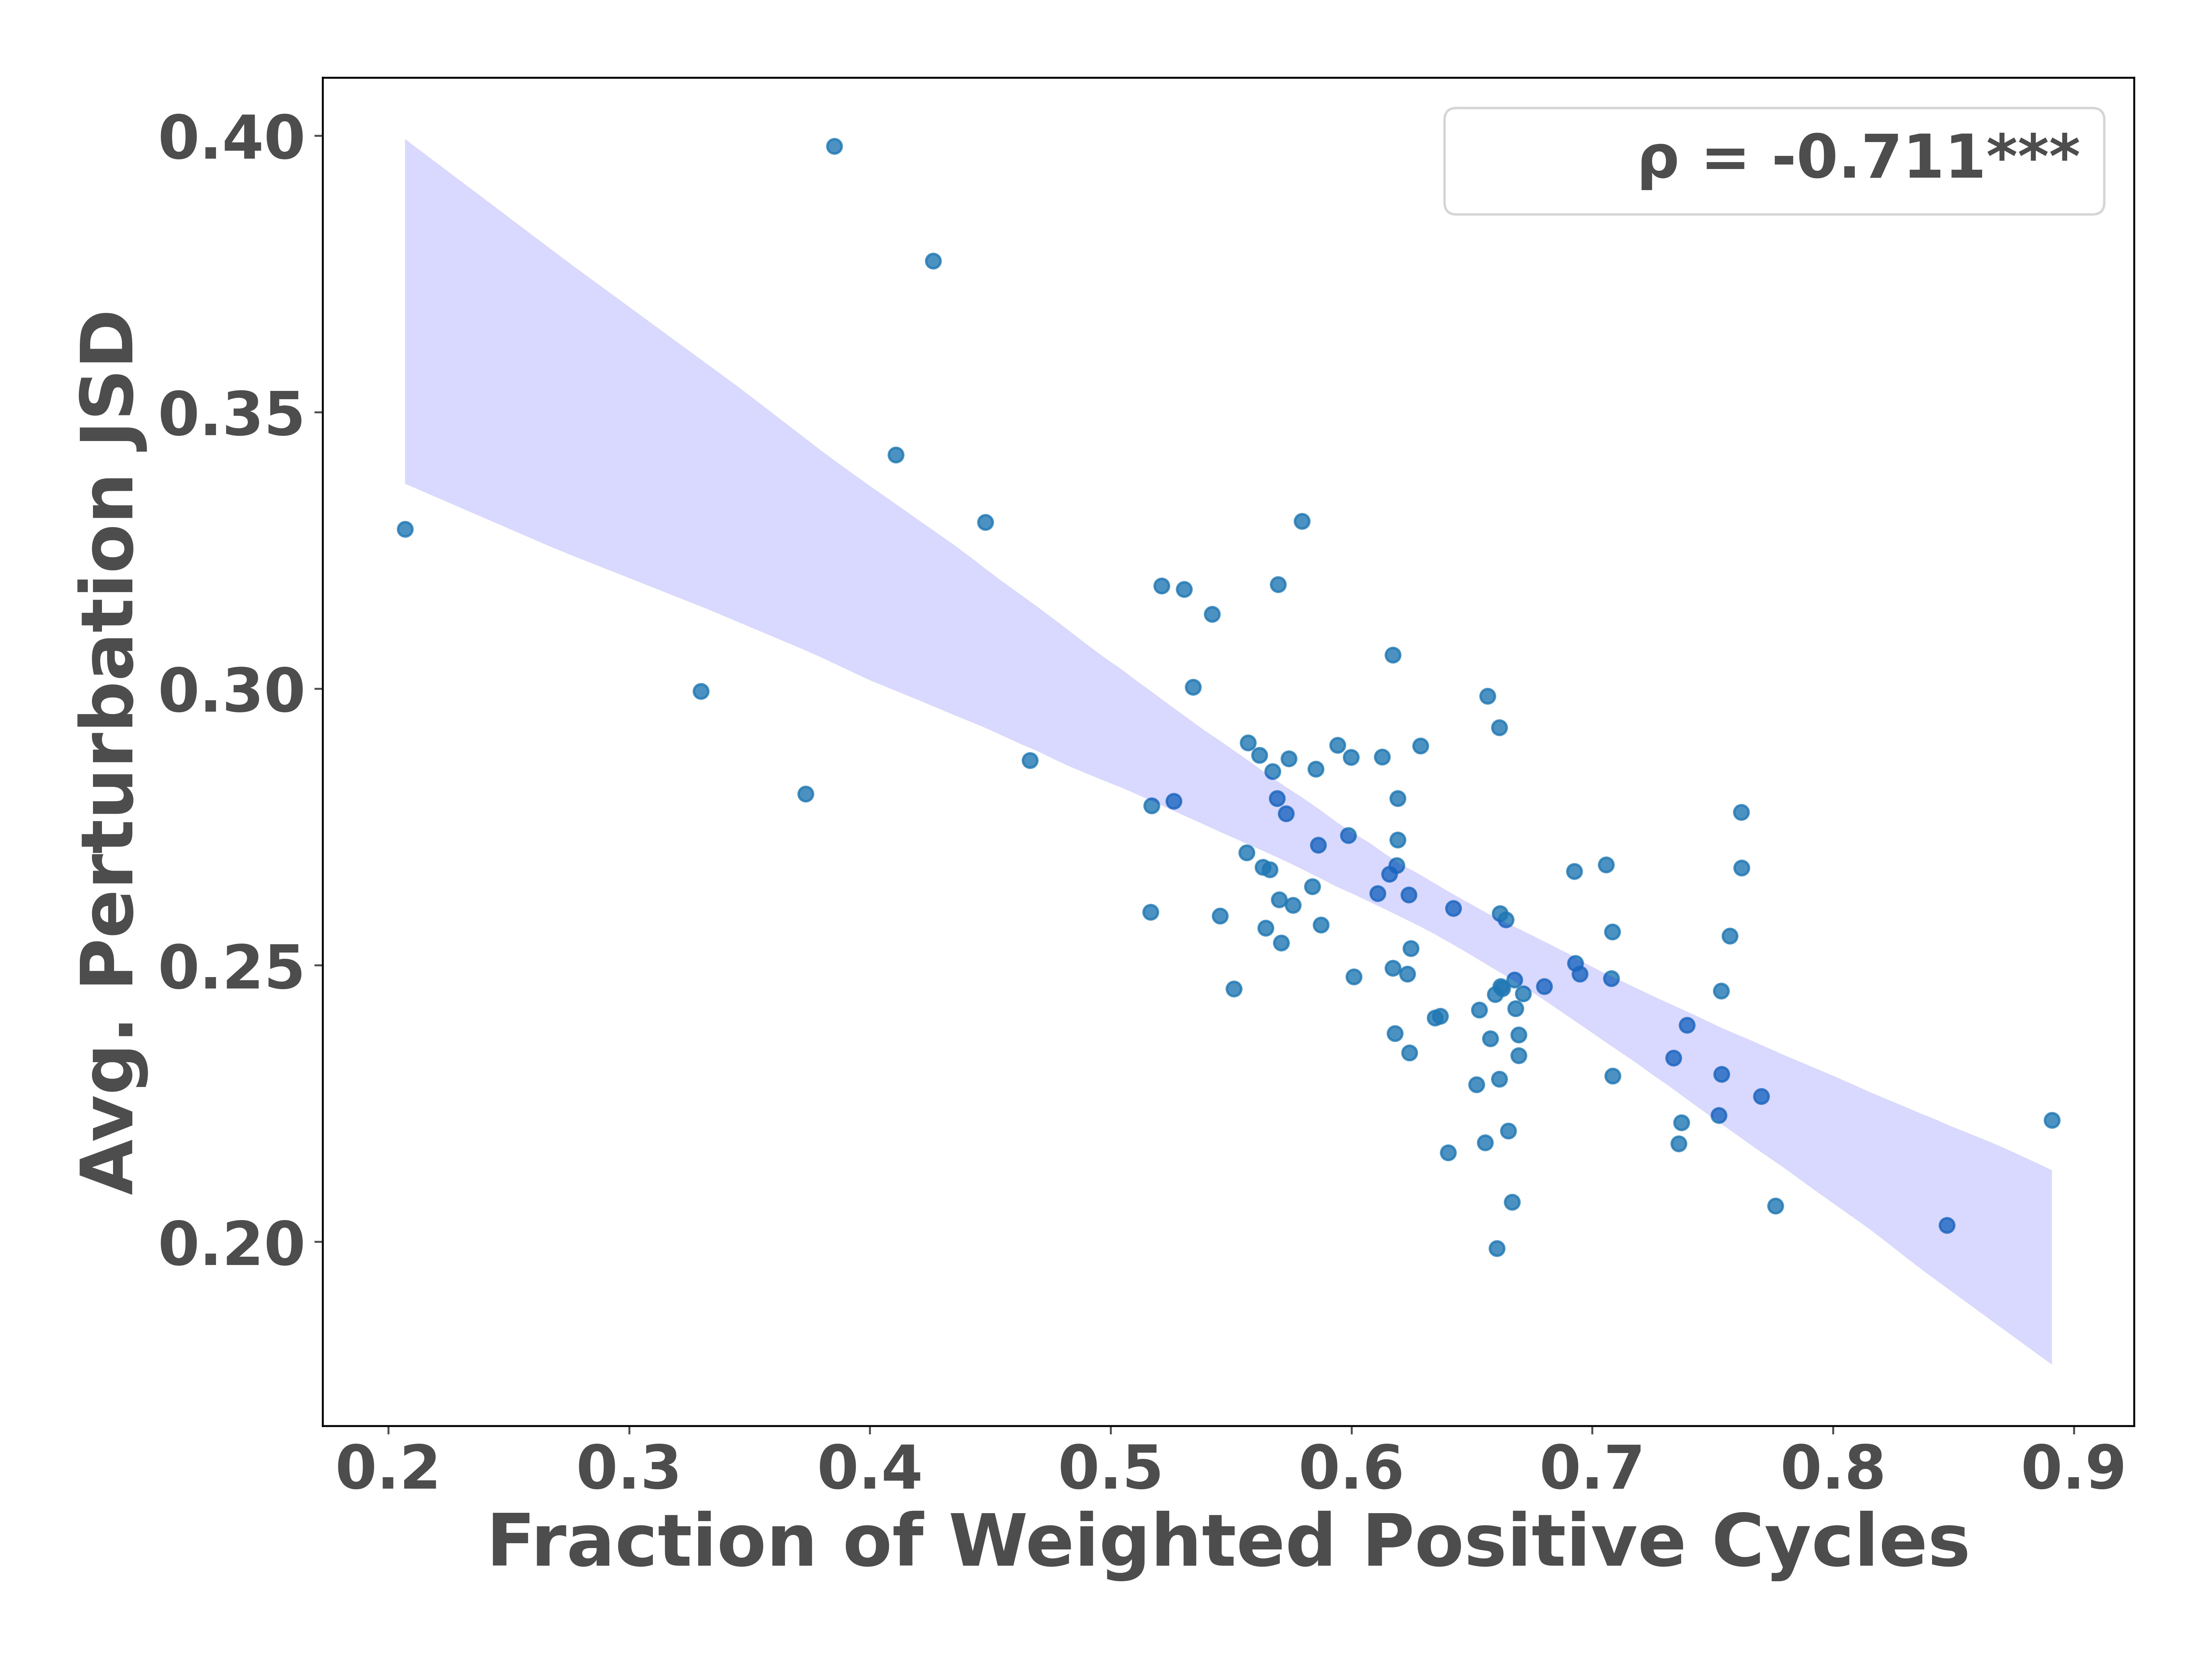 ρ = -0.711***
Avg. Perturbation JSD
0.40
0.35
0.30
0.25
0.20
0.2 0.3 0.4 0.5 0.6 0.7 0.8 0.9
Fraction of Weighted Positive Cycles